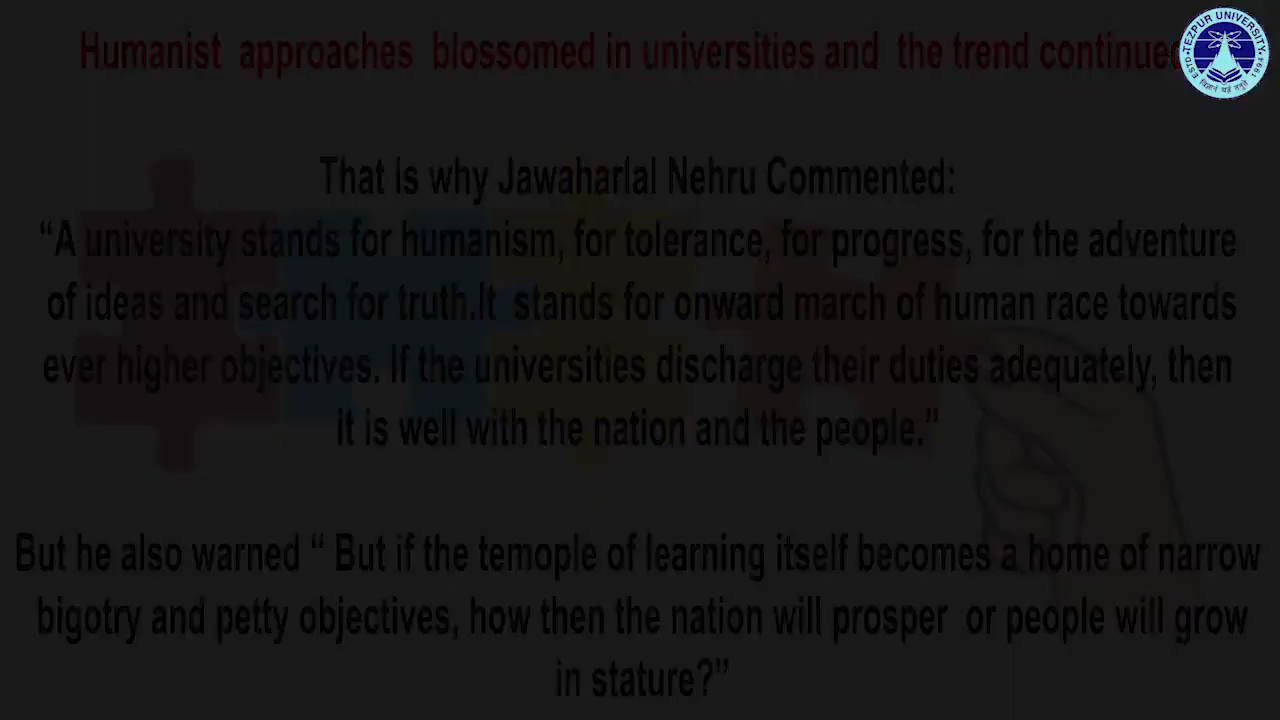 Humanist approaches blossomed in universities and the trend continued
TEZPUR UNIVERSITY
ESTD. 1994
That is why Jawaharlal Nehru Commented:
“A university stands for humanism, for tolerance, for progress, for the adventure
of ideas and search for truth.It stands for onward march of human race towards
ever higher objectives. If the universities discharge their duties adequately, then
it is well with the nation and the people.”
But he also warned “ But if the temople of learning itself becomes a home of narrow
bigotry and petty objectives, how then the nation will prosper or people will grow
in stature?”